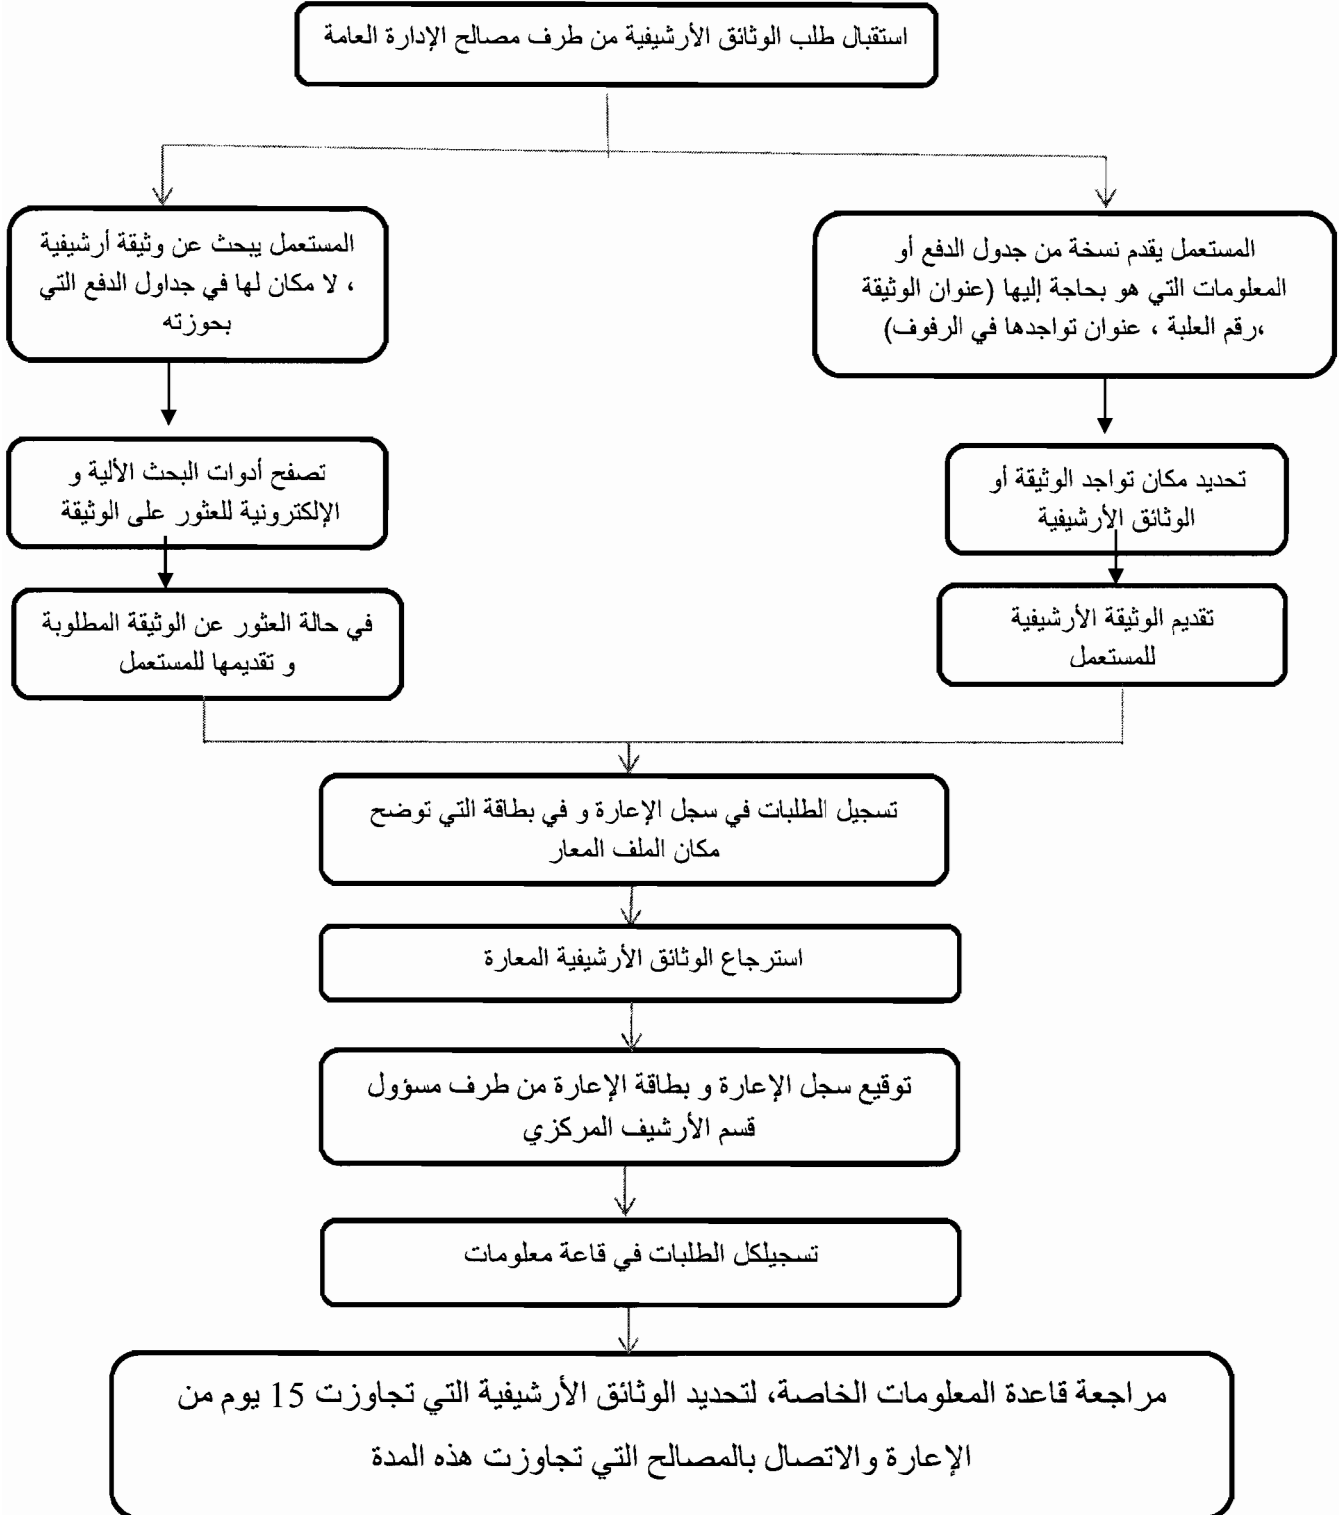 استقبال طلب الوثائق الأرشيفية من طرف مصالح الإدارة العامة
المستعمل يقدم نسخة من جدول الدفع أو
المعلومات التي هو بحاجة إليها (عنوان الوثيقة
،رقم العلبة ، عنوان تواجدها في الرفوف)
تحديد مكان تواجد الوثيقة أو
الوثائق الأرشيفية
تقديم الوثيقة الأرشيفية
للمستعمل
المستعمل يبحث عن وثيقة أرشيفية
، لا مكان لها في جداول الدفع التي
بحوزته
تصفح أدوات البحث الألية و
الإلكترونية للعثور على الوثيقة
في حالة العثور عن الوثيقة المطلوبة
و تقديمها للمستعمل
تسجيل الطلبات في سجل الإعارة و في بطاقة التي توضح
مكان الملف المعار
استرجاع الوثائق الأرشيفية المعارة
توقيع سجل الإعارة و بطاقة الإعارة من طرف مسؤول
قسم الأرشيف المركزي
تسجيلكل الطلبات في قاعة معلومات
مراجعة قاعدة المعلومات الخاصة، لتحديد الوثائق الأرشيفية التي تجاوزت 15 يوم من
الإعارة والاتصال بالمصالح التي تجاوزت هذه المدة